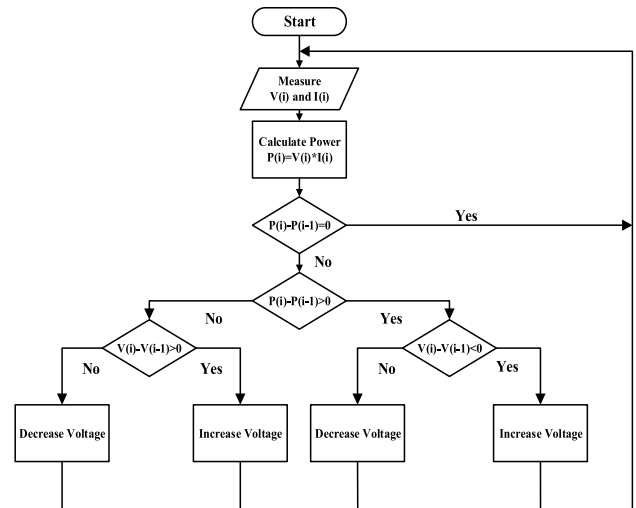 Start
Measure
V(i) and I(i)
Calculate Power
P(i)=V(i)*I(i)
P(i)-P(i-1)=0
Yes
No
P(i)-P(i-1)>0
No
Yes
V(i)-V(i-1)>0
V(i)-V(i-1)<0
No
Yes
No
Yes
Decrease Voltage
Increase Voltage
Decrease Voltage
Increase Voltage